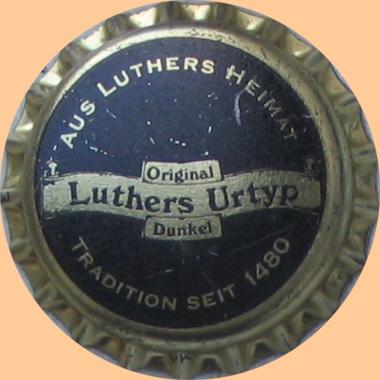 AUS LUTHERS HEIMAT
Original
Luthers Urtyp
Dunkel
TRADITION SEIT 1480